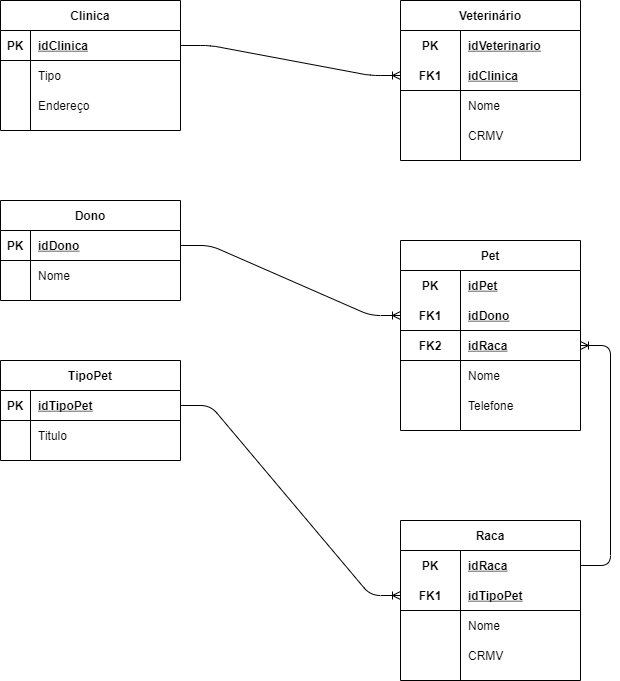 Clinica
PK idClinica
Tipo
Endereço
Veterinário
PK idVeterinario
FK1 idClinica
Nome
CRMV
Dono
PK idDono
Nome
Pet
PK idPet
FK1 idDono
FK2 idRaca
Nome
Telefone
TipoPet
PK idTipoPet
Titulo
Raca
PK idRaca
FK1 idTipoPet
Nome
CRMV